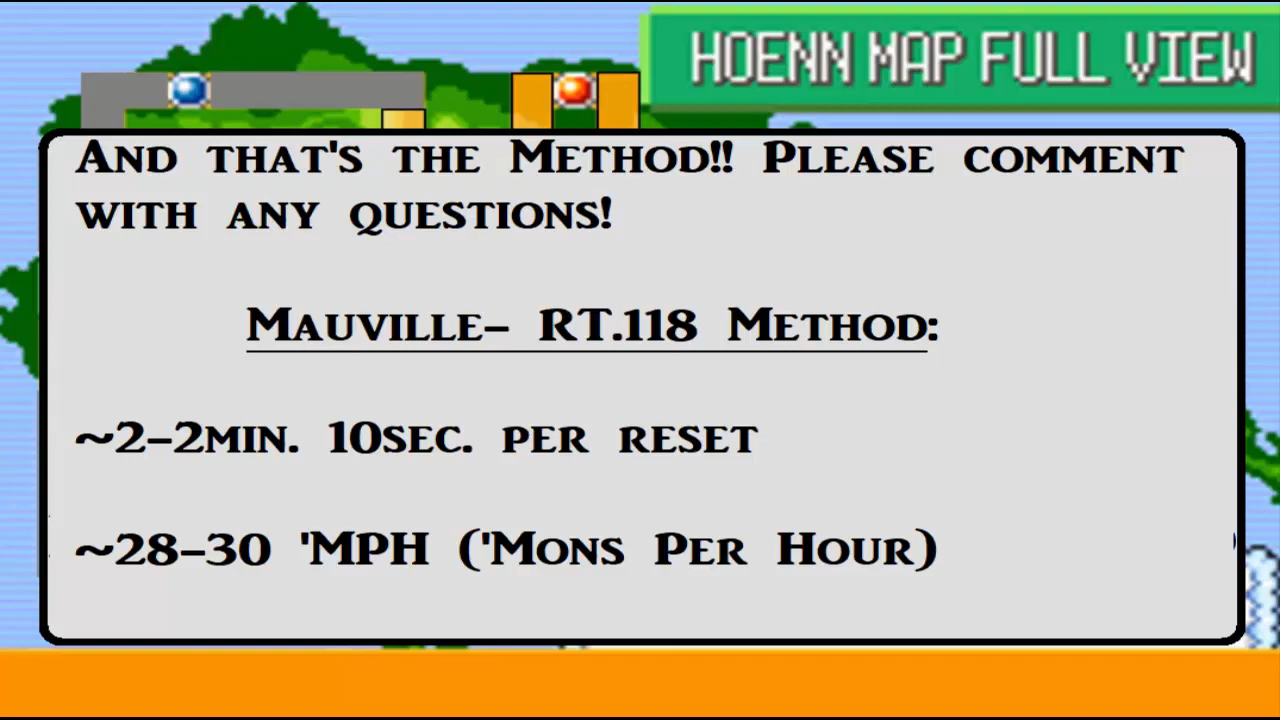 HOENN MAP FULL VIEW
And that's the Method!! Please comment
with any questions!
Mauville– RT.118 Method:
~2–2min. 10sec. per reset
~28–30 'MPH ('Mons Per Hour)